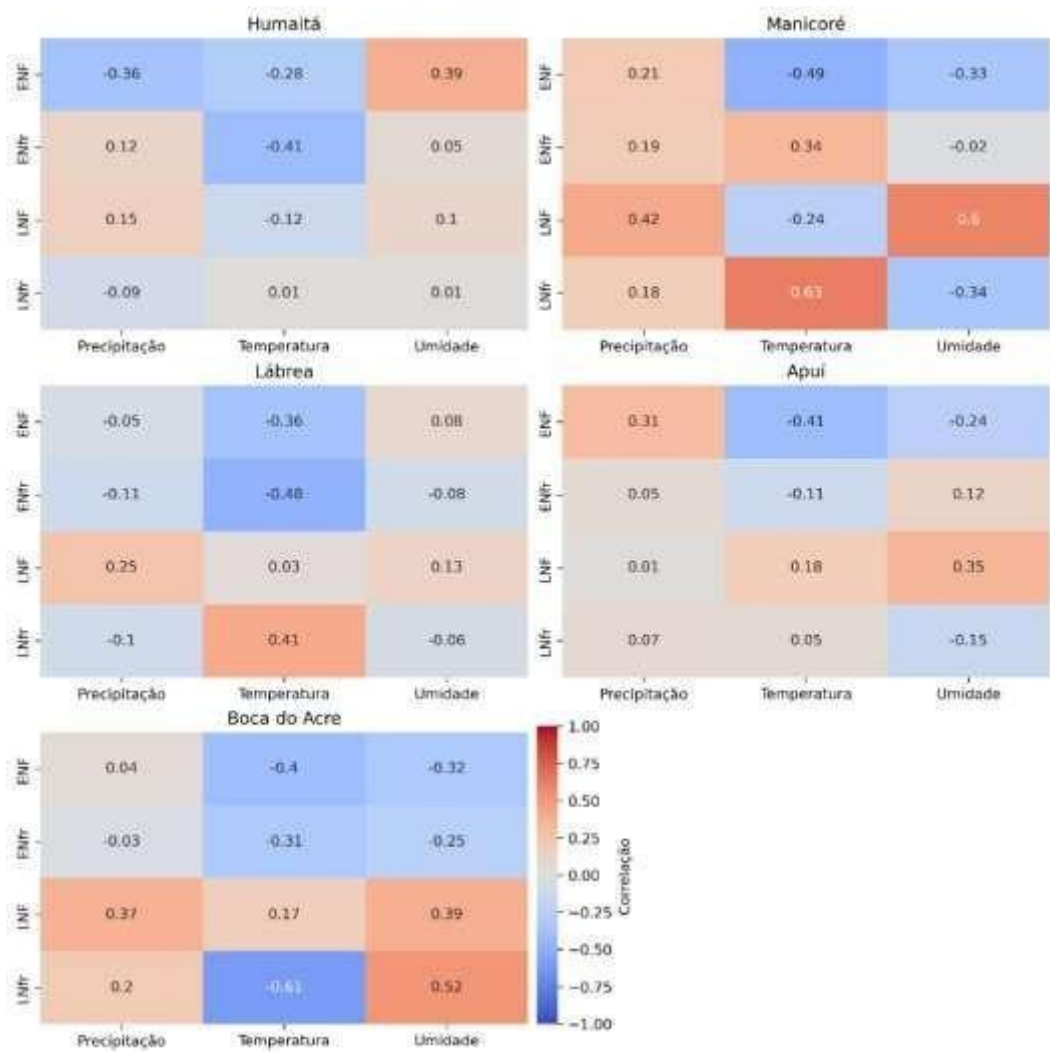 Humaitá Manicoré
ENF -0.36 -0.28 0.39 ENF 0.21 -0.49 -0.33
ENfr 0.12 -0.41 0.05 ENfr 0.19 0.34 -0.02
LNF 0.15 -0.12 0.1 LNF 0.42 -0.24 0.6
LNfr -0.09 0.01 0.01 LNfr 0.18 0.63 -0.34
Precipitação Temperatura Umidade Precipitação Temperatura Umidade
Lábrea Apuí
ENF -0.05 -0.36 0.08 ENF 0.31 -0.41 -0.24
ENfr -0.11 -0.48 -0.08 ENfr 0.05 -0.11 0.12
LNF 0.25 0.03 0.13 LNF 0.01 0.18 0.35
LNfr -0.1 0.41 -0.06 LNfr 0.07 0.05 -0.15
Precipitação Temperatura Umidade Precipitação Temperatura Umidade
Boca do Acre
ENF 0.04 -0.4 -0.32
ENfr -0.03 -0.31 -0.25
LNF 0.37 0.17 0.39
LNfr 0.2 -0.61 0.52
Precipitação Temperatura Umidade
1.00
0.75
0.50
0.25
0.00
−0.25
−0.50
−0.75
−1.00
Correlação